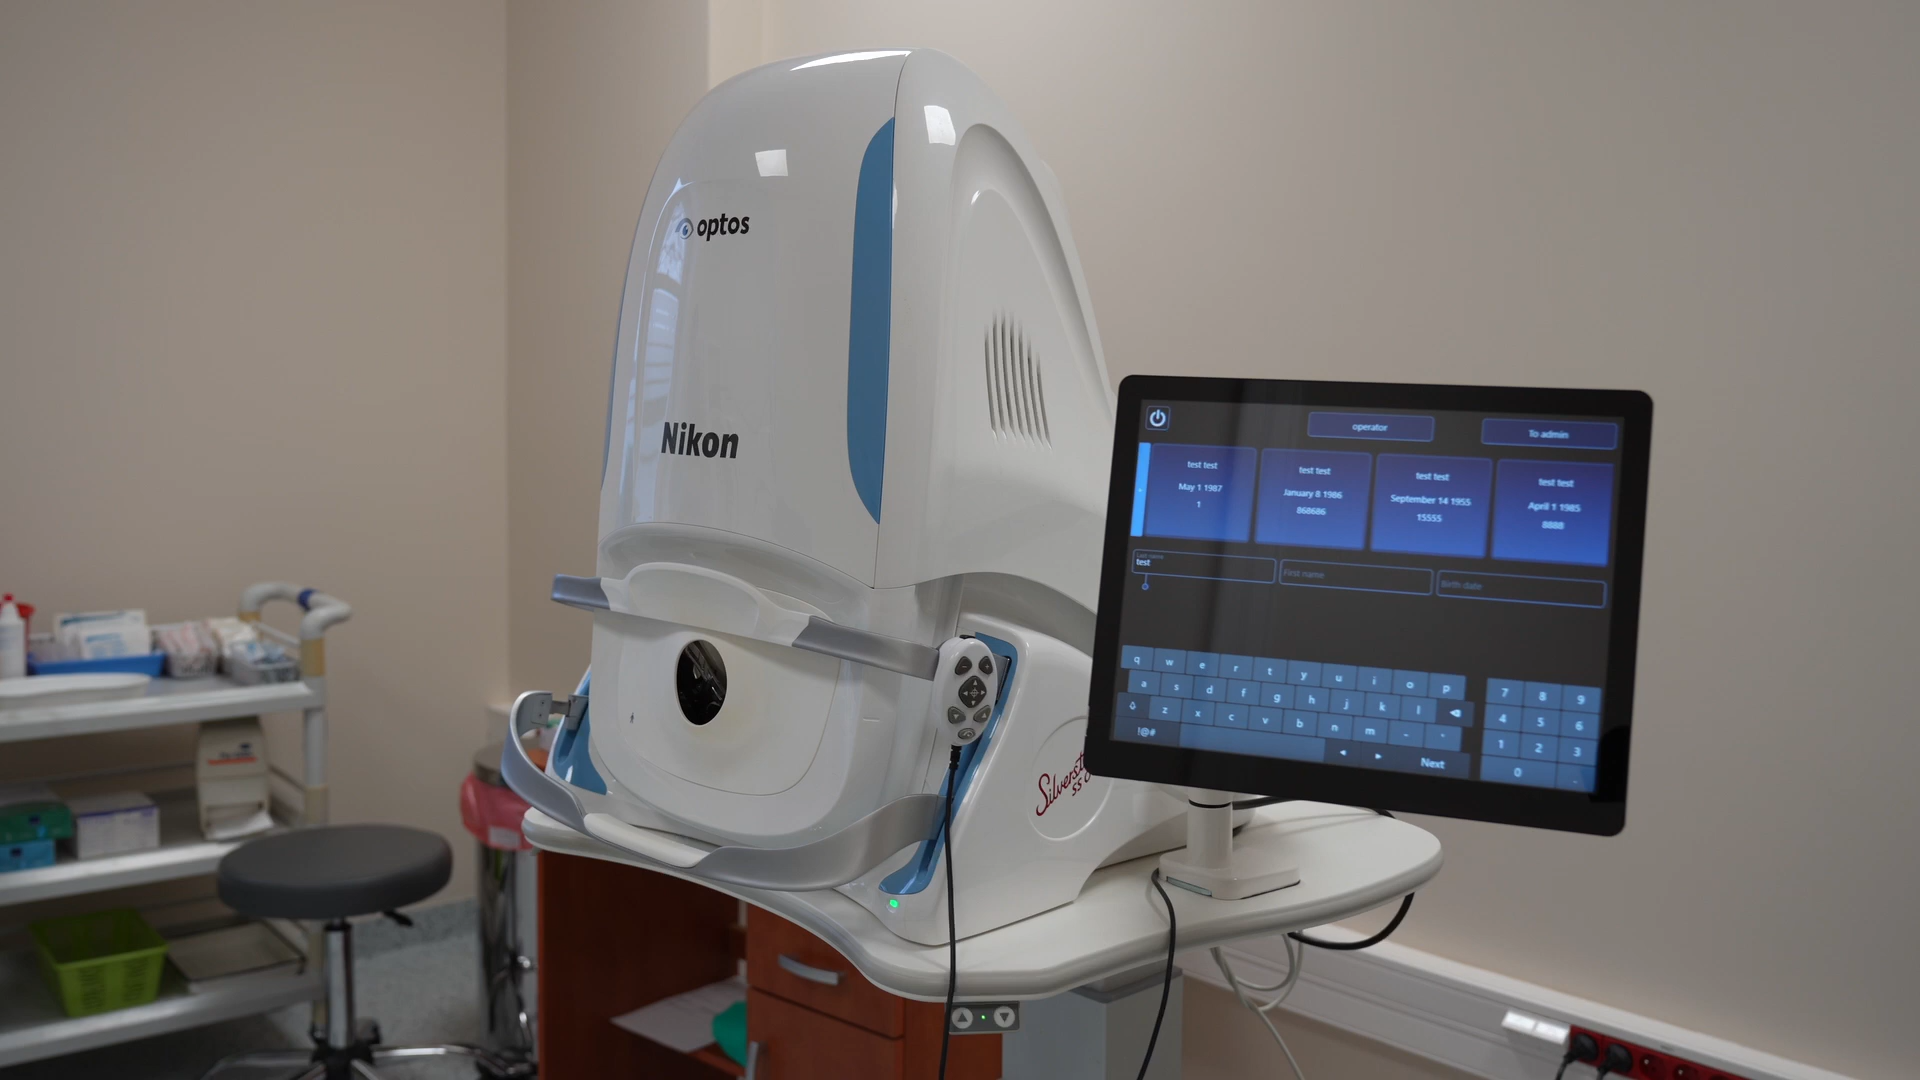 optos
Nikon
operator
To admin
test test
May 1 1987
1
test test
January 8 1986
868686
test test
September 14 1955
15555
test test
April 1 1985
8888
Last name
test
First name
Birth date
q w e r t y u i o p
a s d f g h j k l
z x c v b n m - '
!@# Next
7 8 9
4 5 6
1 2 3
0 .